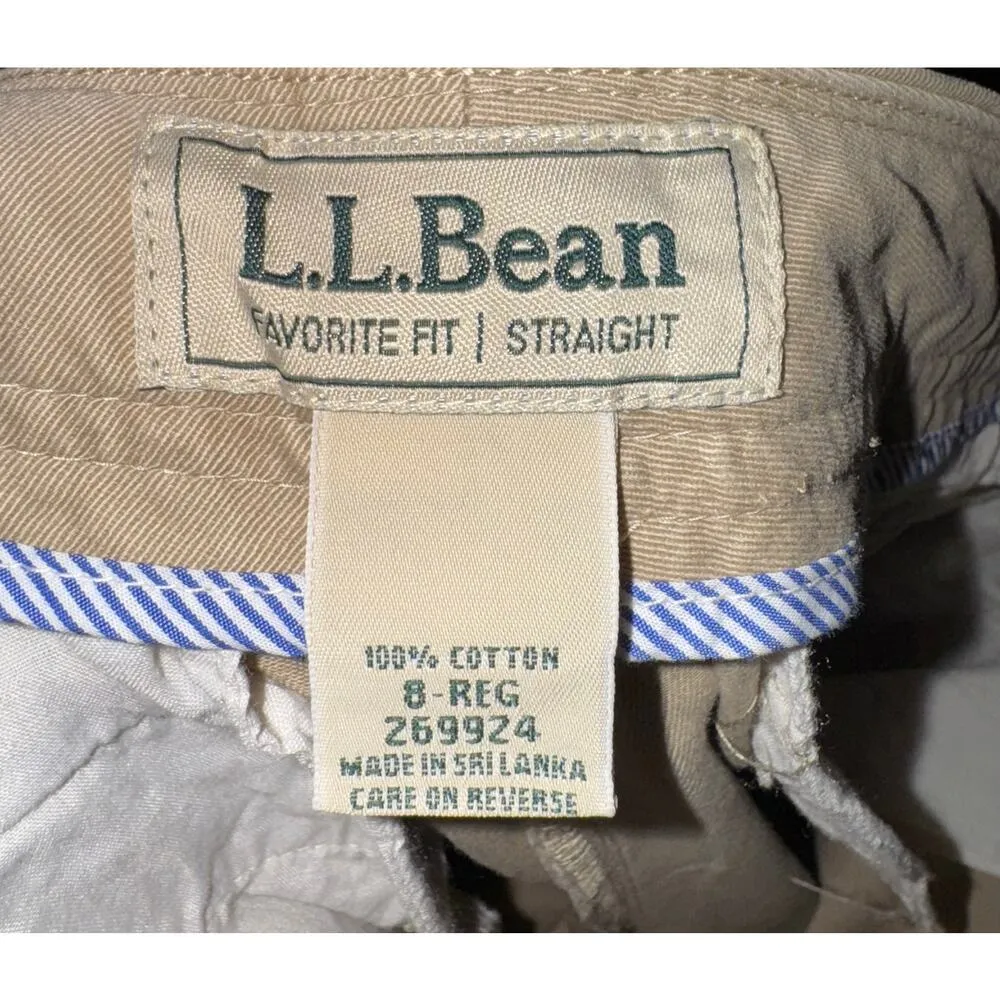 L.L.Bean
FAVORITE FIT | STRAIGHT
100% COTTON
8-REG
269924
MADE IN SRI LANKA
CARE ON REVERSE